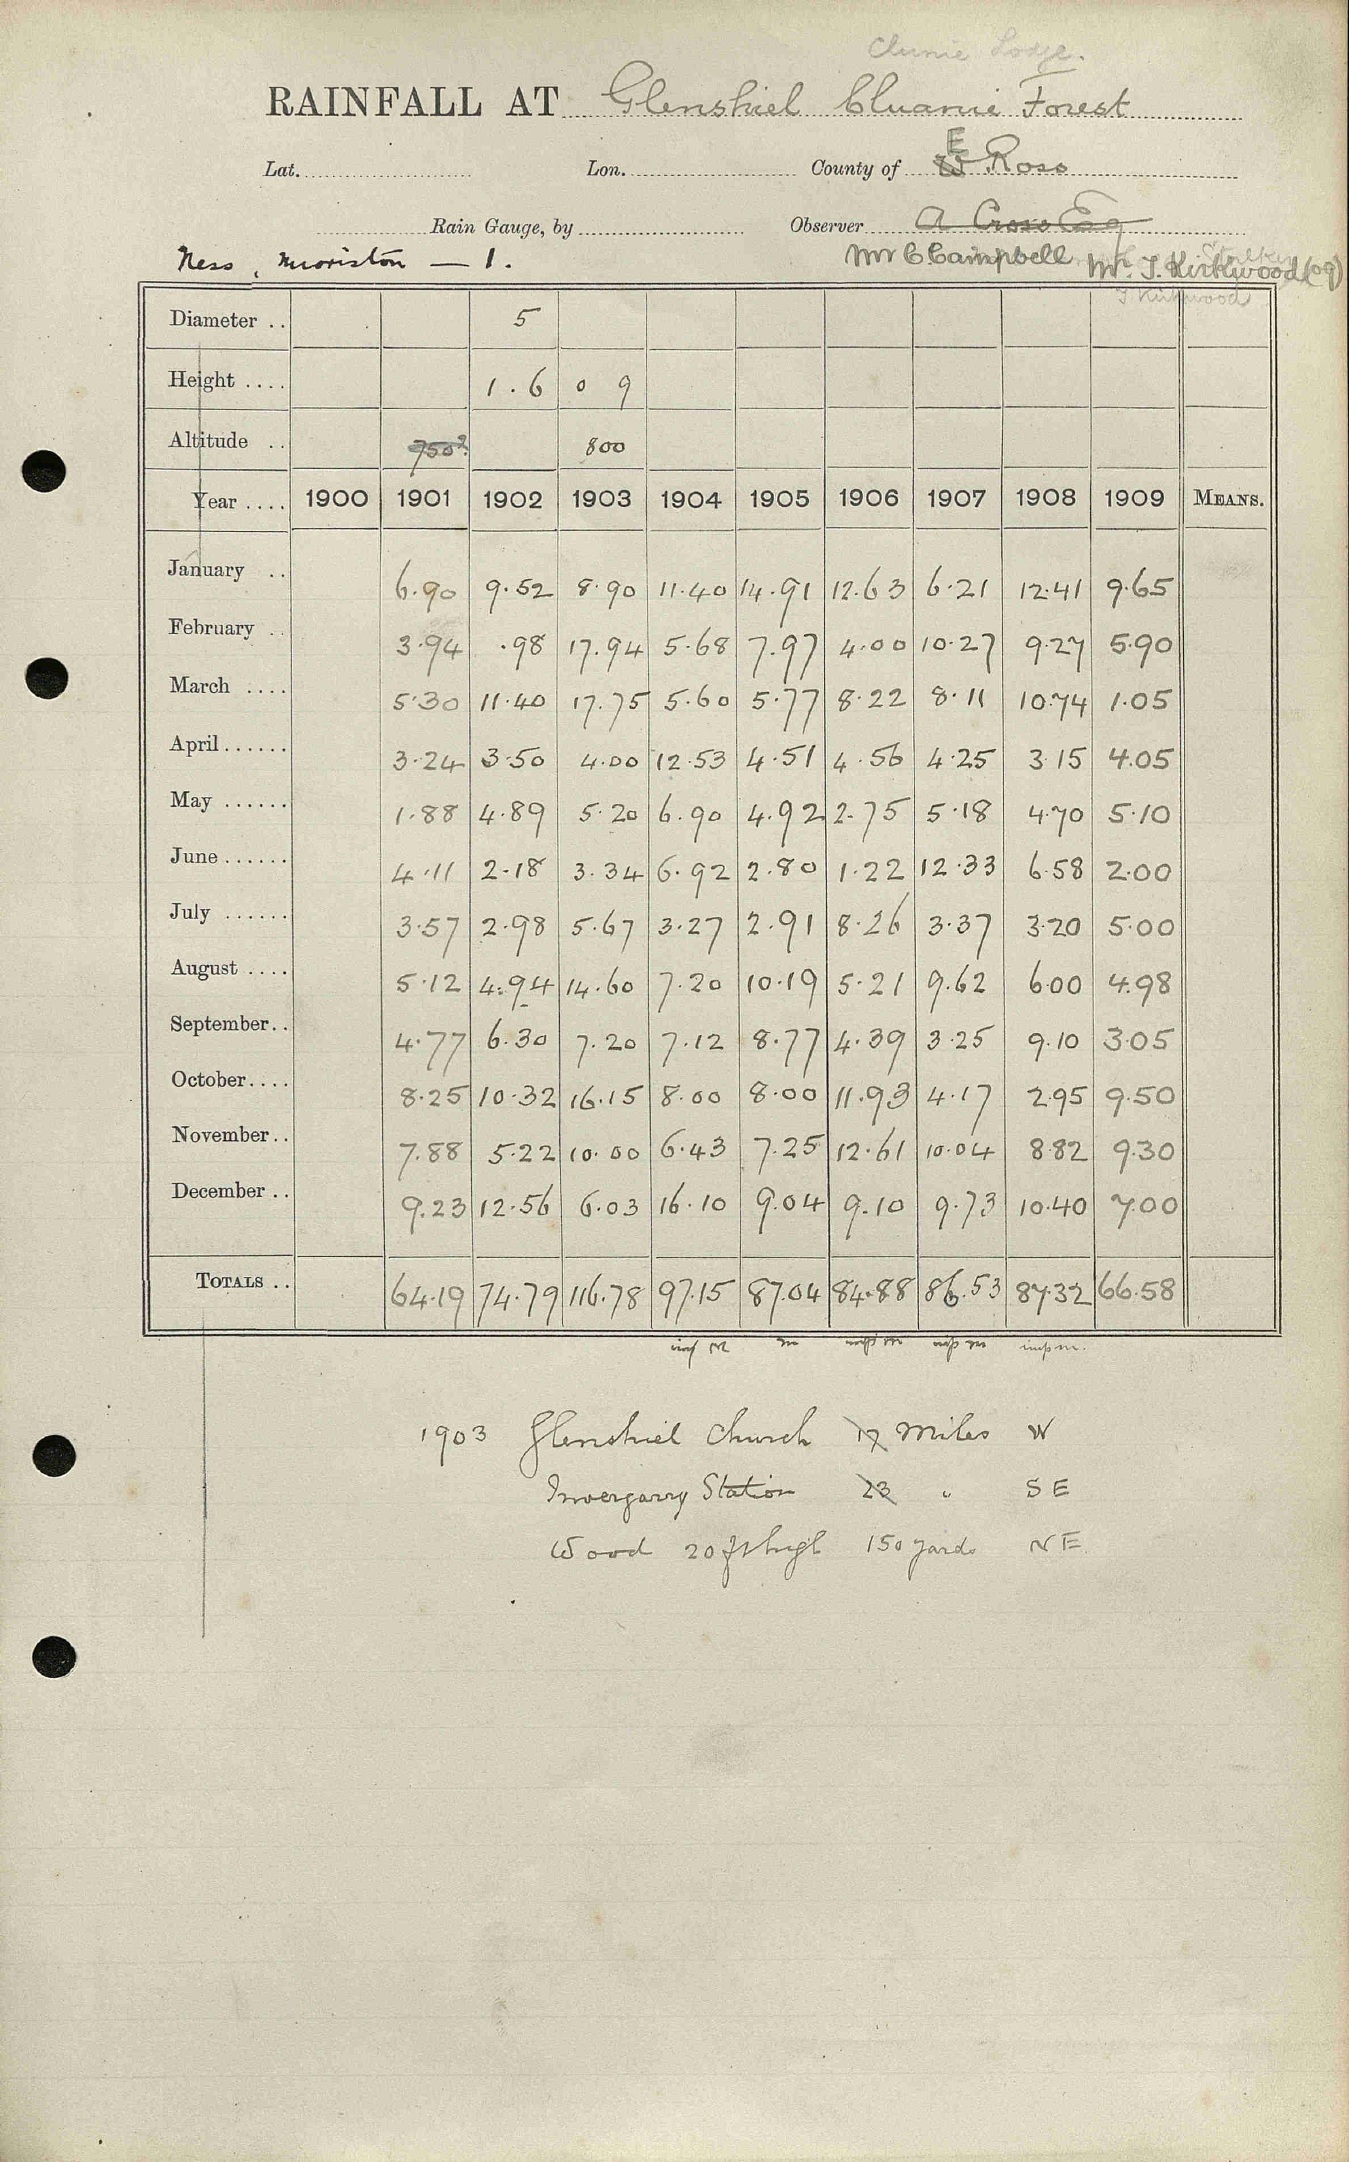 Clunie Lodge.
RAINFALL AT Glenshiel Cluanie Forest
Lat. Lon. County of E W Ross
Rain Gauge, by Observer A Cross Esq
Ness, Moriston — 1. Mr C Campbell Mr. J. Kirkwood (09)
J Kirkwood
Diameter .. 5
Height .... 1.6 0 9
Altitude .. 750? 800
Year .... 1900 1901 1902 1903 1904 1905 1906 1907 1908 1909 MEANS.
January .. 6.90 9.52 8.90 11.40 14.91 12.63 6.21 12.41 9.65
February .. 3.94 .98 17.94 5.68 7.97 4.00 10.27 9.27 5.90
March .... 5.30 11.40 17.75 5.60 5.77 8.22 8.11 10.74 1.05
April...... 3.24 3.50 4.00 12.53 4.51 4.56 4.25 3.15 4.05
May ...... 1.88 4.89 5.20 6.90 4.92 2.75 5.18 4.70 5.10
June...... 4.11 2.18 3.34 6.92 2.80 1.22 12.33 6.58 2.00
July ...... 3.57 2.98 5.67 3.27 2.91 8.26 3.37 3.20 5.00
August .... 5.12 4.94 14.60 7.20 10.19 5.21 9.62 6.00 4.98
September.. 4.77 6.30 7.20 7.12 8.77 4.39 3.25 9.10 3.05
October.... 8.25 10.32 16.15 8.00 8.00 11.93 4.17 2.95 9.50
November.. 7.88 5.22 10.00 6.43 7.25 12.61 10.04 8.82 9.30
December .. 9.23 12.56 6.03 16.10 9.04 9.10 9.73 10.40 7.00
TOTALS .. 64.19 74.79 116.78 97.15 87.04 84.88 86.53 87.32 66.58
1903 Glenshiel Church 17 Miles W
Invergarry Station 23 " S E
Wood 20 ft high 150 yards N E